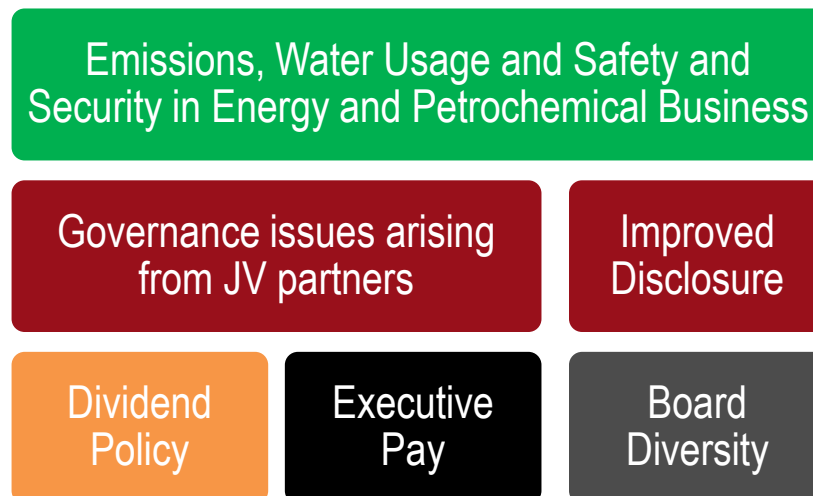 Emissions, Water Usage and Safety and
Security in Energy and Petrochemical Business
Governance issues arising
from JV partners
Improved
Disclosure
Dividend
Policy
Executive
Pay
Board
Diversity